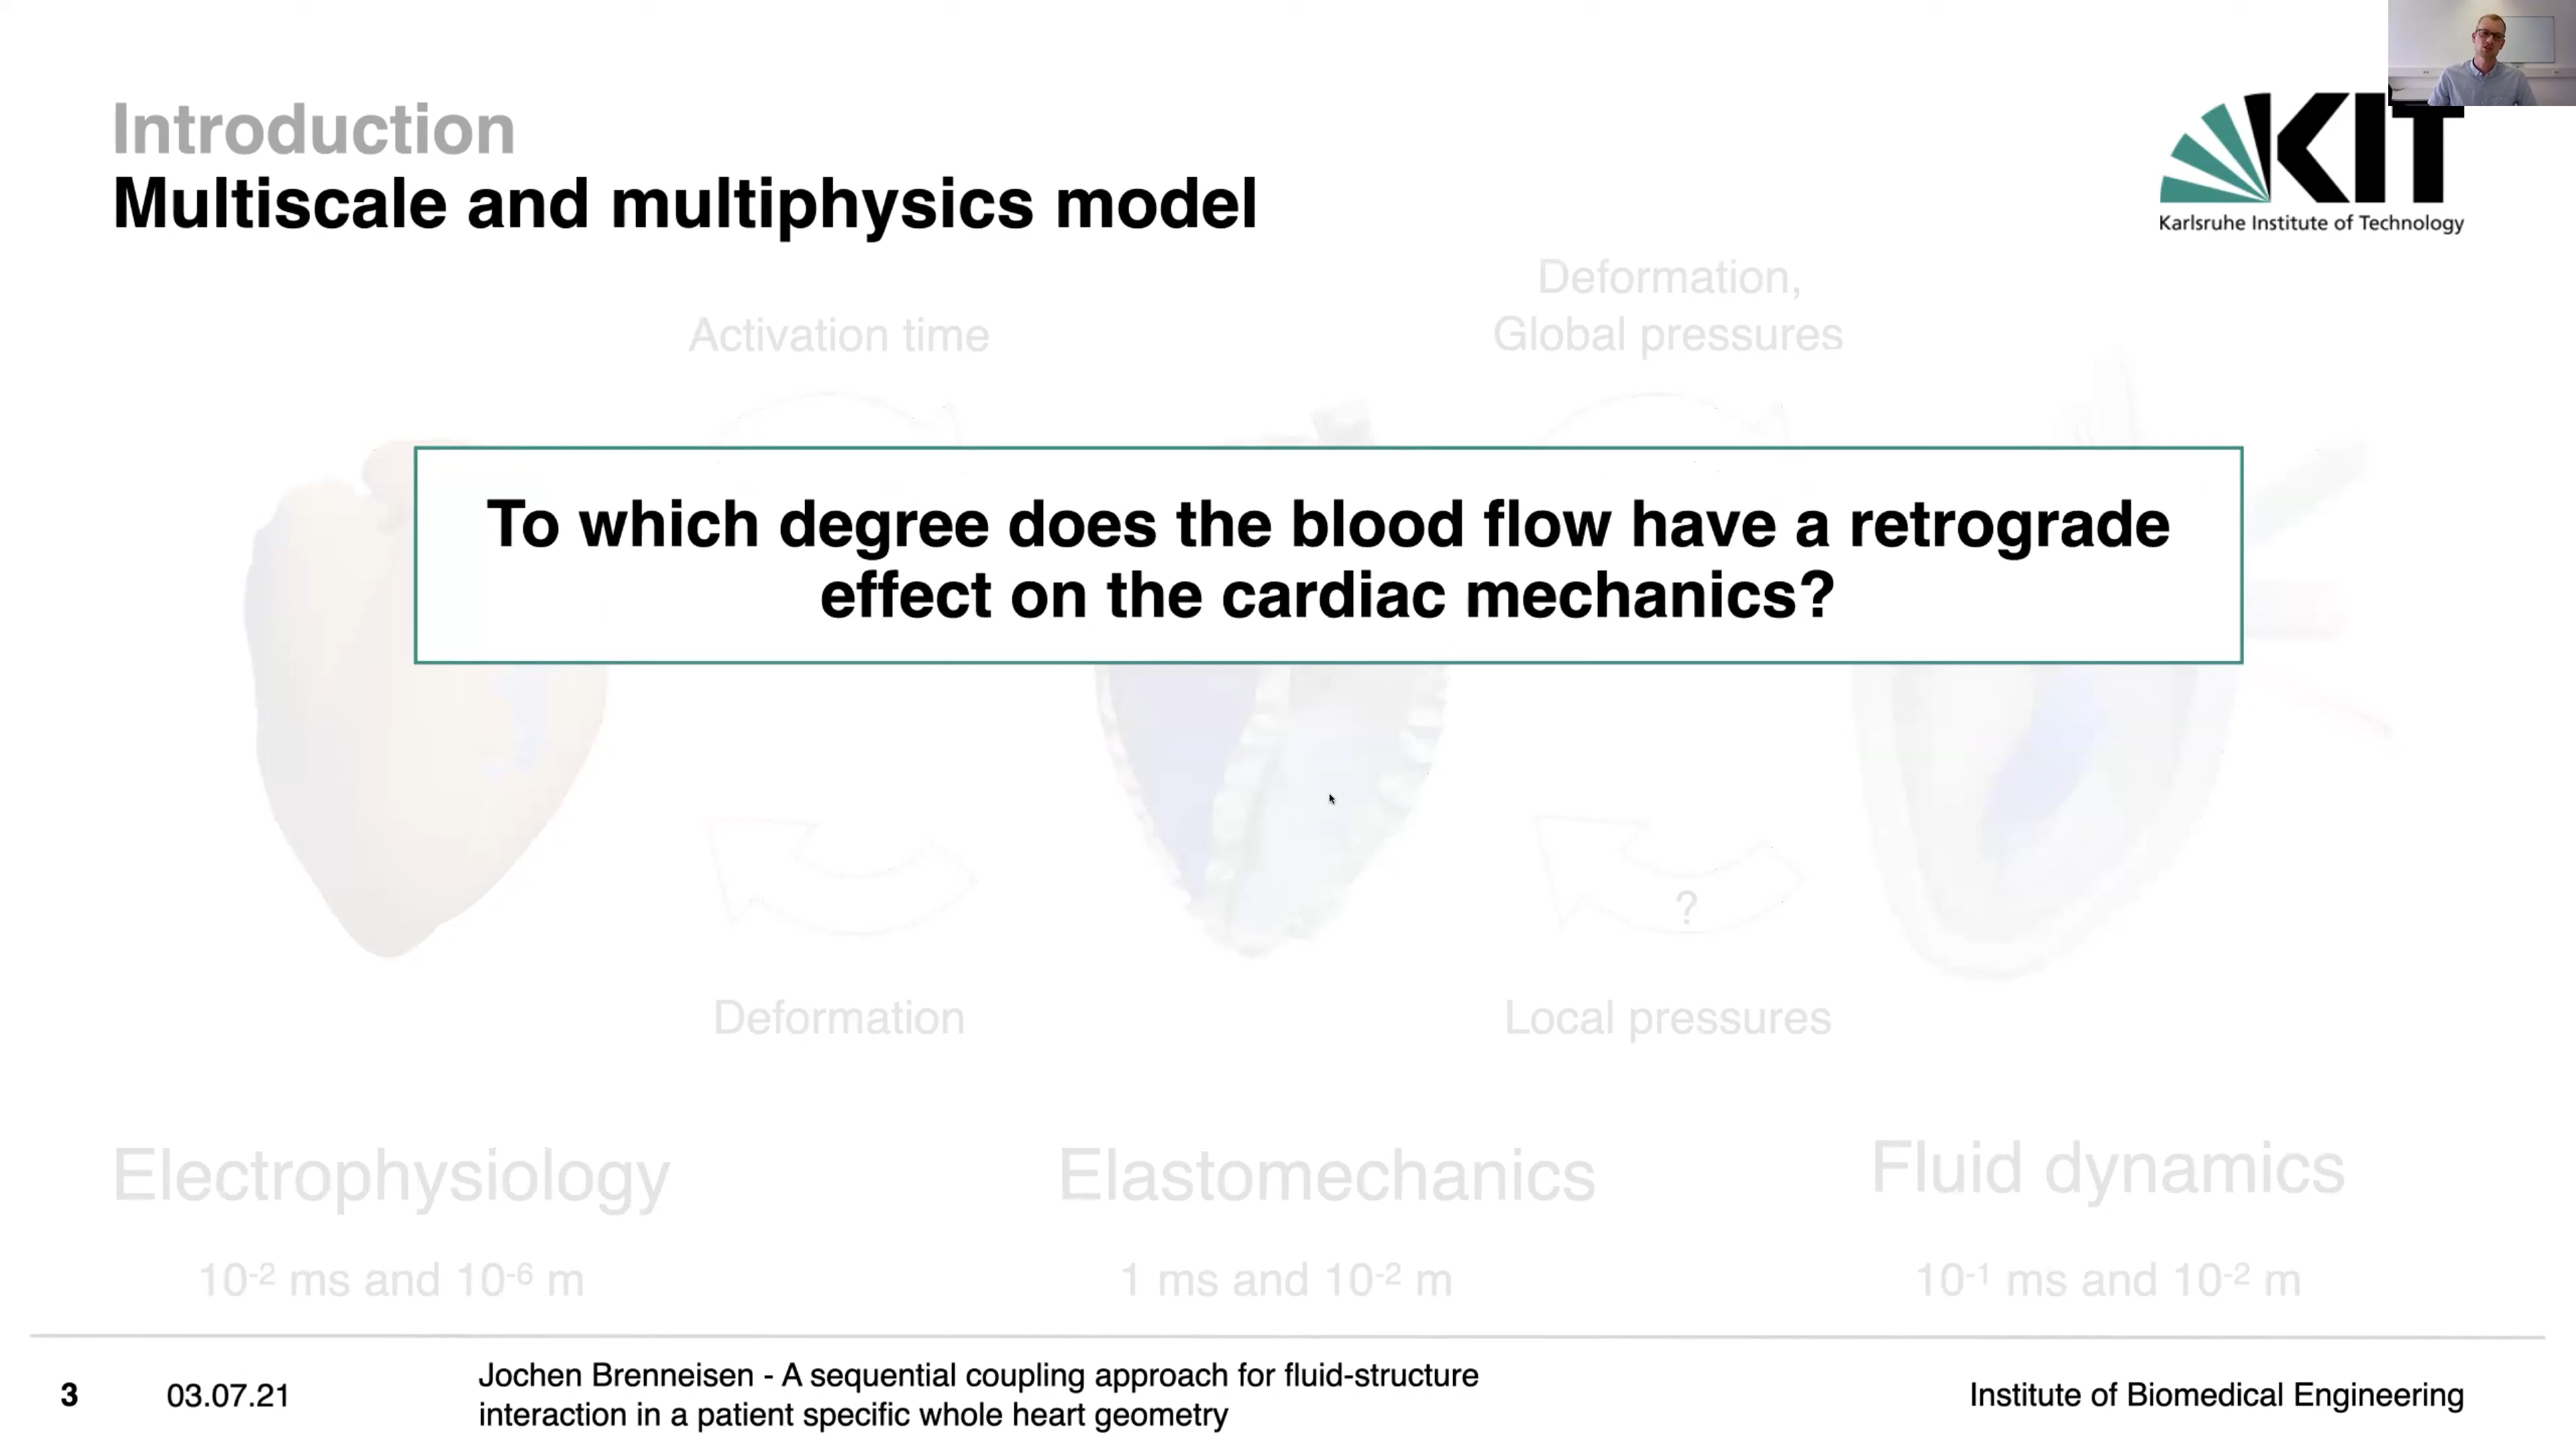 Introduction
Multiscale and multiphysics model
KIT
Karlsruhe Institute of Technology
Activation time
Deformation,
Global pressures
To which degree does the blood flow have a retrograde
effect on the cardiac mechanics?
?
Deformation
Local pressures
Electrophysiology
Elastomechanics
Fluid dynamics
10-2 ms and 10-6 m
1 ms and 10-2 m
10-1 ms and 10-2 m
3
03.07.21
Jochen Brenneisen - A sequential coupling approach for fluid-structure
interaction in a patient specific whole heart geometry
Institute of Biomedical Engineering